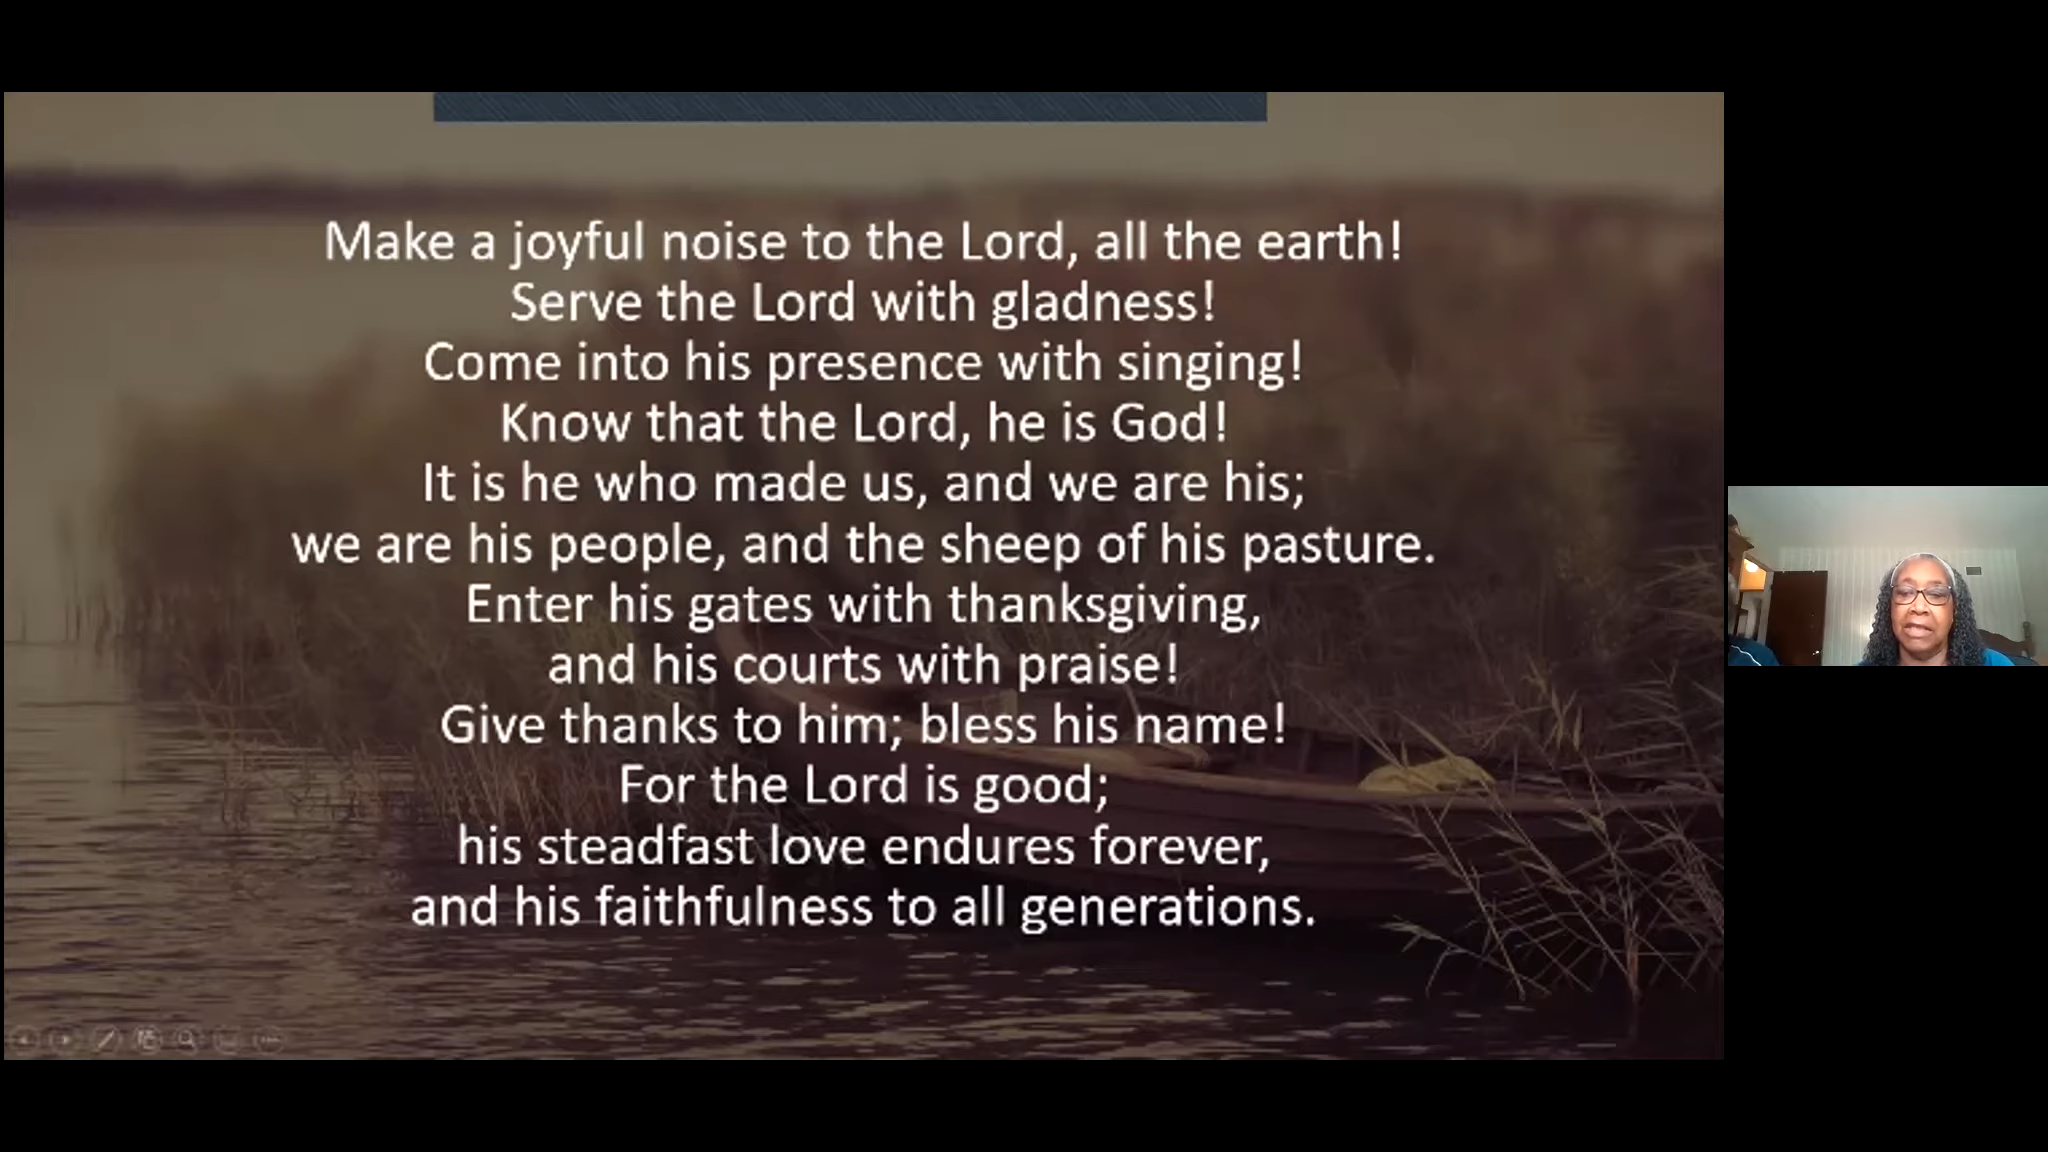 Make a joyful noise to the Lord, all the earth!
Serve the Lord with gladness!
Come into his presence with singing!
Know that the Lord, he is God!
It is he who made us, and we are his;
we are his people, and the sheep of his pasture.
Enter his gates with thanksgiving,
and his courts with praise!
Give thanks to him; bless his name!
For the Lord is good;
his steadfast love endures forever,
and his faithfulness to all generations.